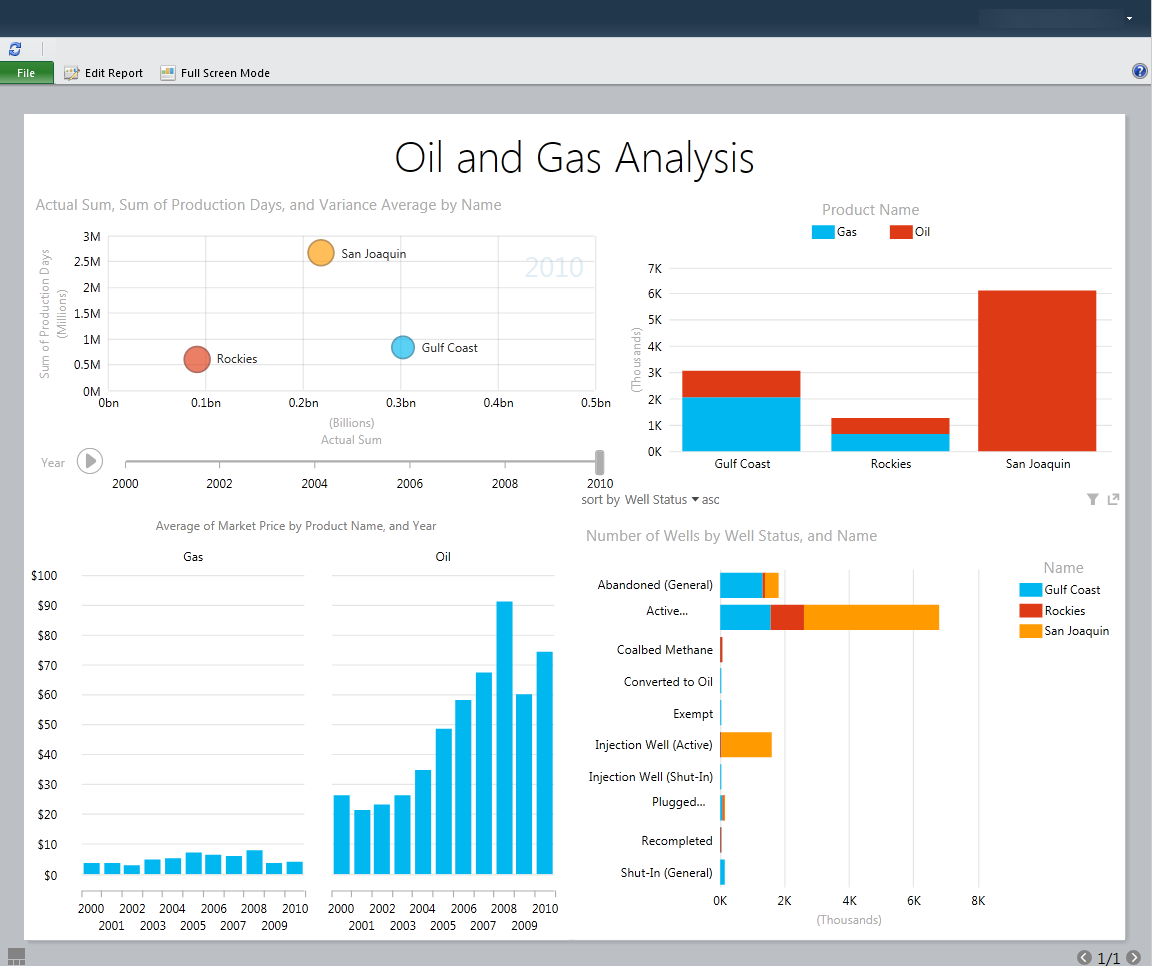 File
Edit Report
Full Screen Mode
Oil and Gas Analysis
Actual Sum, Sum of Production Days, and Variance Average by Name
Sum of Production Days
(Millions)
3M
2.5M
2M
1.5M
1M
0.5M
0M
2010
San Joaquin
Gulf Coast
Rockies
0bn 0.1bn 0.2bn 0.3bn 0.4bn 0.5bn
(Billions)
Actual Sum
Year
2000 2002 2004 2006 2008 2010
Product Name
Gas Oil
(Thousands)
7K
6K
5K
4K
3K
2K
1K
0K
Gulf Coast Rockies San Joaquin
Average of Market Price by Product Name, and Year
Gas Oil
$100
$90
$80
$70
$60
$50
$40
$30
$20
$10
$0
2000 2002 2004 2006 2008 2010 2000 2002 2004 2006 2008 2010
2001 2003 2005 2007 2009 2001 2003 2005 2007 2009
sort by Well Status asc
Number of Wells by Well Status, and Name
Abandoned (General)
Active...
Coalbed Methane
Converted to Oil
Exempt
Injection Well (Active)
Injection Well (Shut-In)
Plugged...
Recompleted
Shut-In (General)
0K 2K 4K 6K 8K
(Thousands)
Name
Gulf Coast
Rockies
San Joaquin
1/1